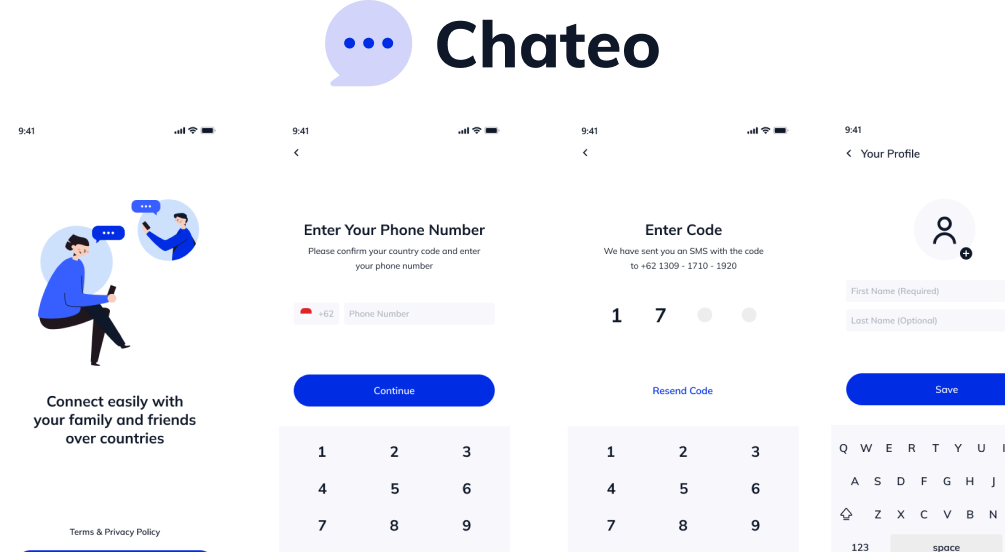 Chateo
9:41
Connect easily with
your family and friends
over countries
Terms & Privacy Policy
9:41
Enter Your Phone Number
Please confirm your country code and enter
your phone number
+62 Phone Number
Continue
1 2 3
4 5 6
7 8 9
9:41
Enter Code
We have sent you an SMS with the code
to +62 1309 - 1710 - 1920
1 7
Resend Code
1 2 3
4 5 6
7 8 9
9:41
Your Profile
First Name (Required)
Last Name (Optional)
Save
Q W E R T Y U
A S D F G H J
Z X C V B N
123 space